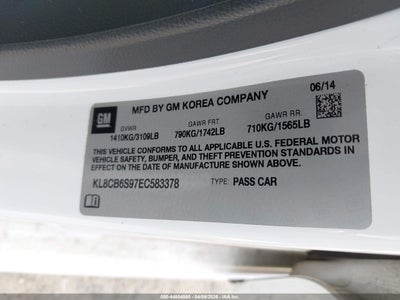 GM
MFD BY GM KOREA COMPANY
06/14
GVWR
GAWR FRT
GAWR RR.
1410KG/3109LB
790KG/1742LB
710KG/1565LB
THIS VEHICLE CONFORMS TO ALL APPLICABLE U.S. FEDERAL MOTOR
VEHICLE SAFETY, BUMPER, AND THEFT PREVENTION STANDARDS IN
EFFECT ON THE DATE OF MANUFACTURE SHOWN ABOVE.
KL8CB6S97EC583378
TYPE: PASS CAR